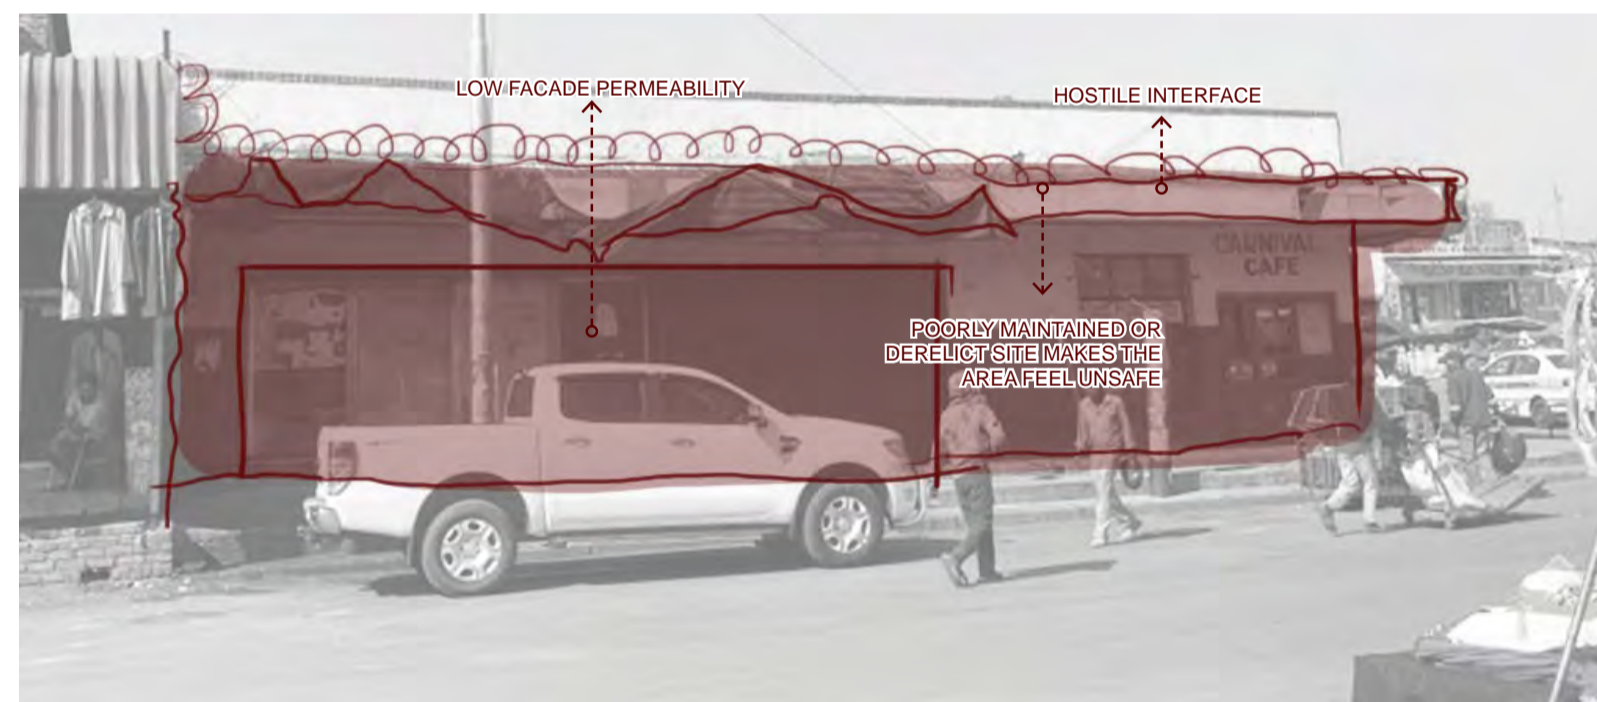 LOW FACADE PERMEABILITY
HOSTILE INTERFACE
CARNIVAL
CAFE
POORLY MAINTAINED OR
DERELICT SITE MAKES THE
AREA FEEL UNSAFE